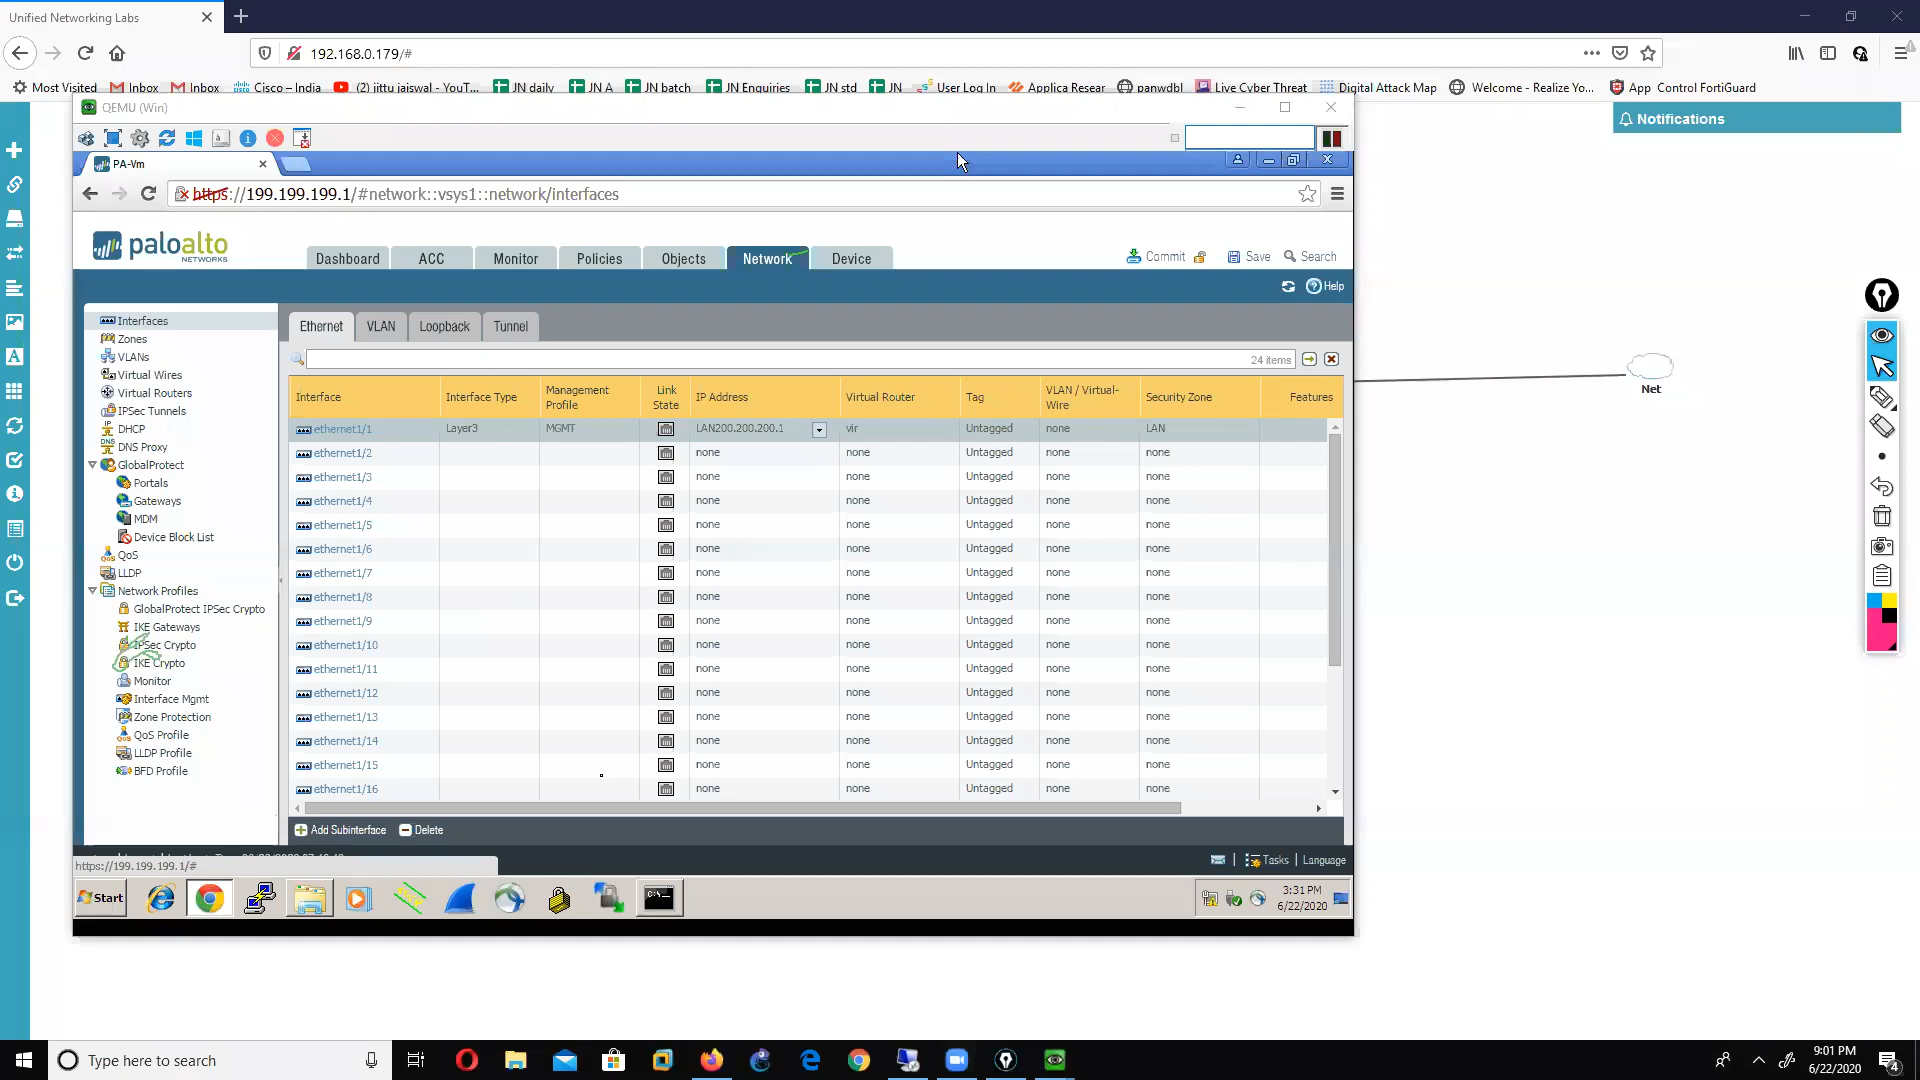 Unified Networking Labs
192.168.0.179/#
Most Visited Inbox Inbox Cisco – India (2) jittu jaiswal - YouT... JN daily JN A JN batch JN Enquiries JN std JN User Log In Applica Resear panwdbl Live Cyber Threat Digital Attack Map Welcome - Realize Yo... App Control FortiGuard
QEMU (Win)
Notifications
PA-Vm
https://199.199.199.1/#network::vsys1::network/interfaces
paloalto
NETWORKS
Dashboard ACC Monitor Policies Objects Network Device
Commit Save Search
Help
Interfaces
Zones
VLANs
Virtual Wires
Virtual Routers
IPSec Tunnels
DHCP
DNS Proxy
GlobalProtect
Portals
Gateways
MDM
Device Block List
QoS
LLDP
Network Profiles
GlobalProtect IPSec Crypto
IKE Gateways
IPSec Crypto
IKE Crypto
Monitor
Interface Mgmt
Zone Protection
QoS Profile
LLDP Profile
BFD Profile
Ethernet VLAN Loopback Tunnel
24 items
Interface Interface Type Management Profile Link State IP Address Virtual Router Tag VLAN / Virtual-Wire Security Zone Features
ethernet1/1 Layer3 MGMT LAN200.200.200.1 vir Untagged none LAN
ethernet1/2 none none Untagged none none
ethernet1/3 none none Untagged none none
ethernet1/4 none none Untagged none none
ethernet1/5 none none Untagged none none
ethernet1/6 none none Untagged none none
ethernet1/7 none none Untagged none none
ethernet1/8 none none Untagged none none
ethernet1/9 none none Untagged none none
ethernet1/10 none none Untagged none none
ethernet1/11 none none Untagged none none
ethernet1/12 none none Untagged none none
ethernet1/13 none none Untagged none none
ethernet1/14 none none Untagged none none
ethernet1/15 none none Untagged none none
ethernet1/16 none none Untagged none none
Add Subinterface Delete
https://199.199.199.1/#
Tasks | Language
Start
3:31 PM
6/22/2020
Net
Type here to search
9:01 PM
6/22/2020
4